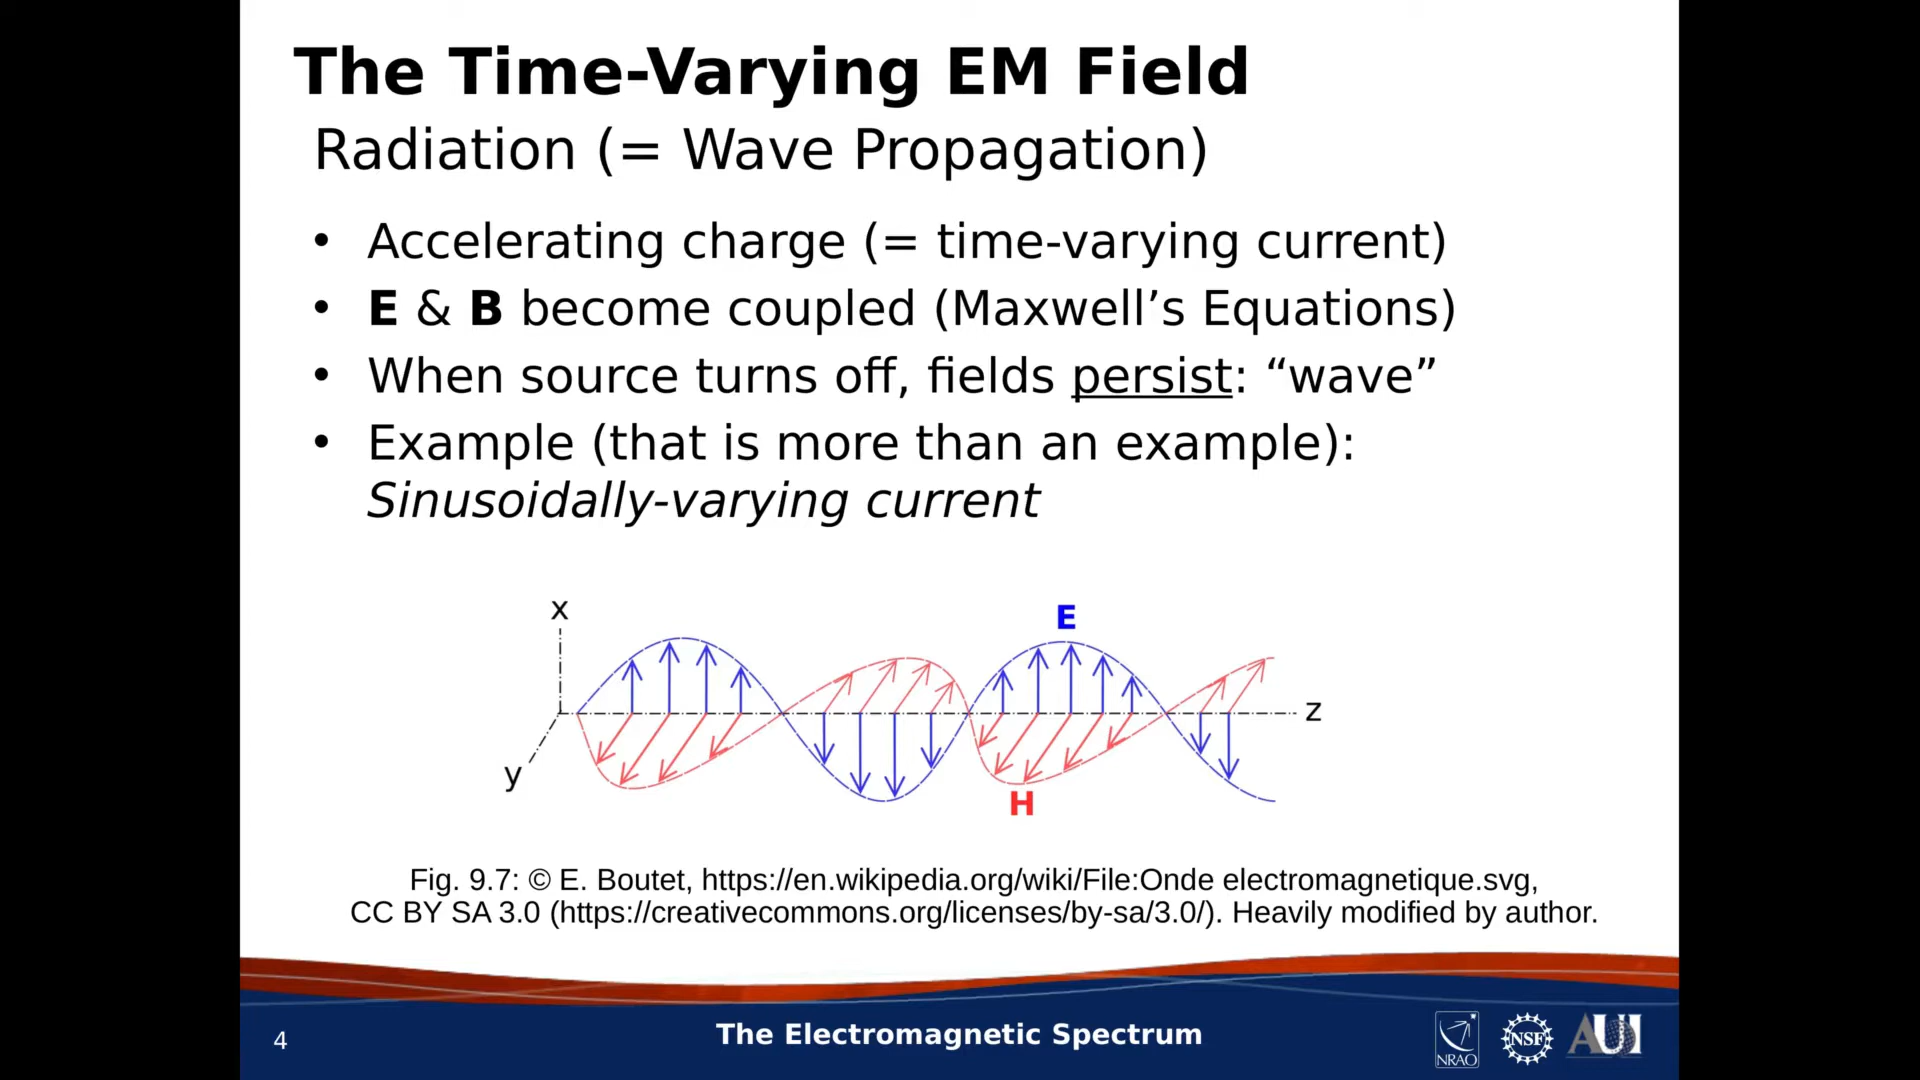 The Time-Varying EM Field
Radiation (= Wave Propagation)
• Accelerating charge (= time-varying current)
• E & B become coupled (Maxwell’s Equations)
• When source turns off, fields persist: “wave”
• Example (that is more than an example):
Sinusoidally-varying current
x
E
z
y
H
Fig. 9.7: © E. Boutet, https://en.wikipedia.org/wiki/File:Onde electromagnetique.svg,
CC BY SA 3.0 (https://creativecommons.org/licenses/by-sa/3.0/). Heavily modified by author.
4
The Electromagnetic Spectrum
NRAO
NSF
AUI